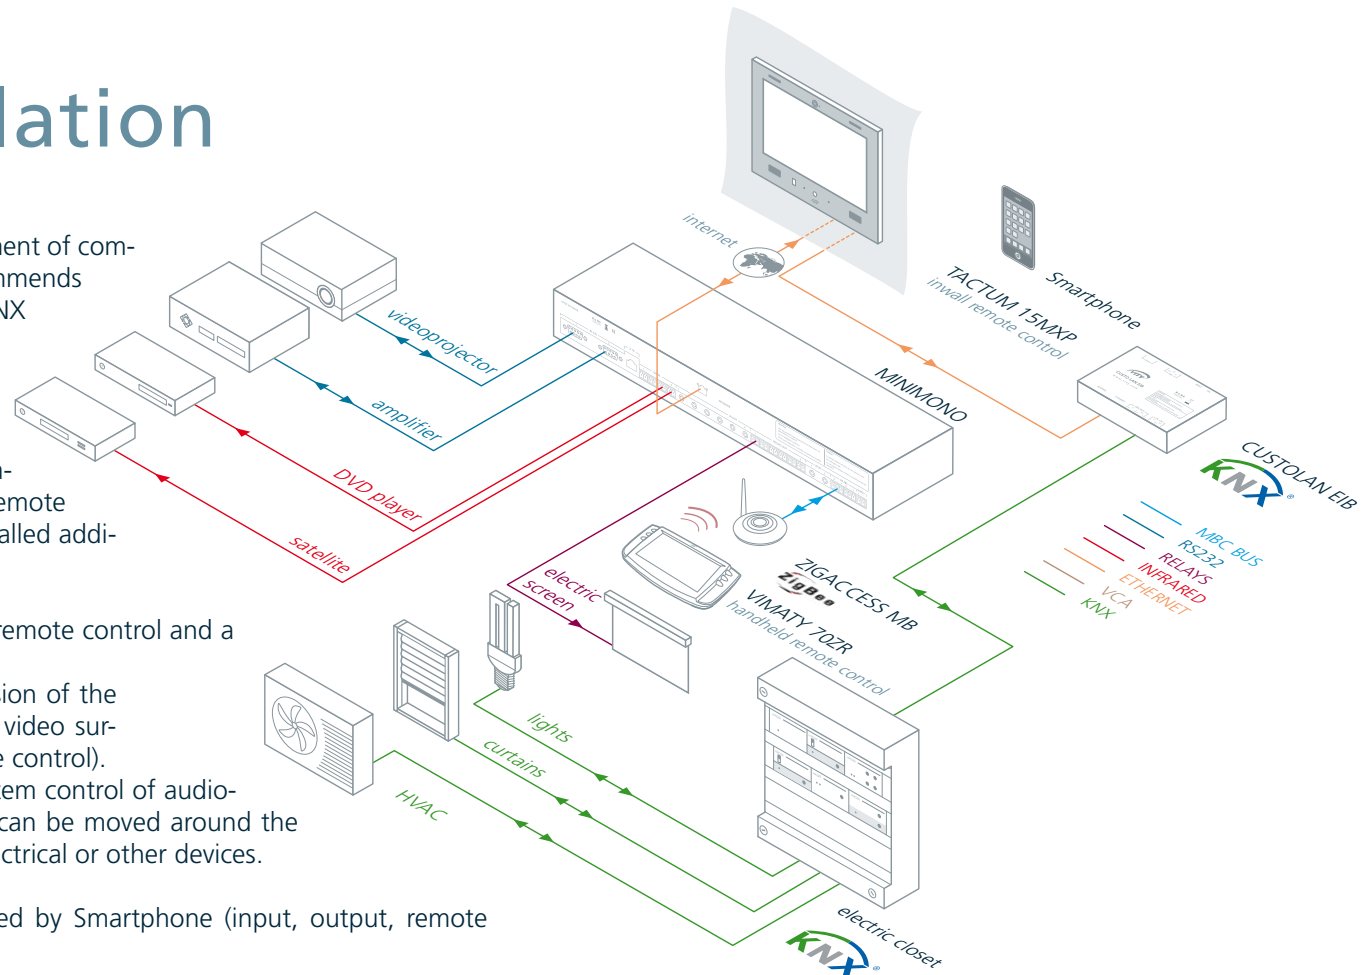 lation
ment of com-
mmends
NX
n-
emote
alled addi-
remote control and a
sion of the
video sur-
e control).
tem control of audio-
can be moved around the
ectrical or other devices.
ed by Smartphone (input, output, remote
internet
TACTUM 15MXP
inwall remote control
Smartphone
videoprojector
amplifier
DVD player
satellite
MINIMONO
CUSTOLAN EIB
KNX
®
MBC BUS
RS232
RELAYS
INFRARED
ETHERNET
VCA
KNX
ZIGACCESS MB
ZigBee
VIMATY 70ZR
handheld remote control
electric
screen
lights
curtains
HVAC
electric closet
KNX
®